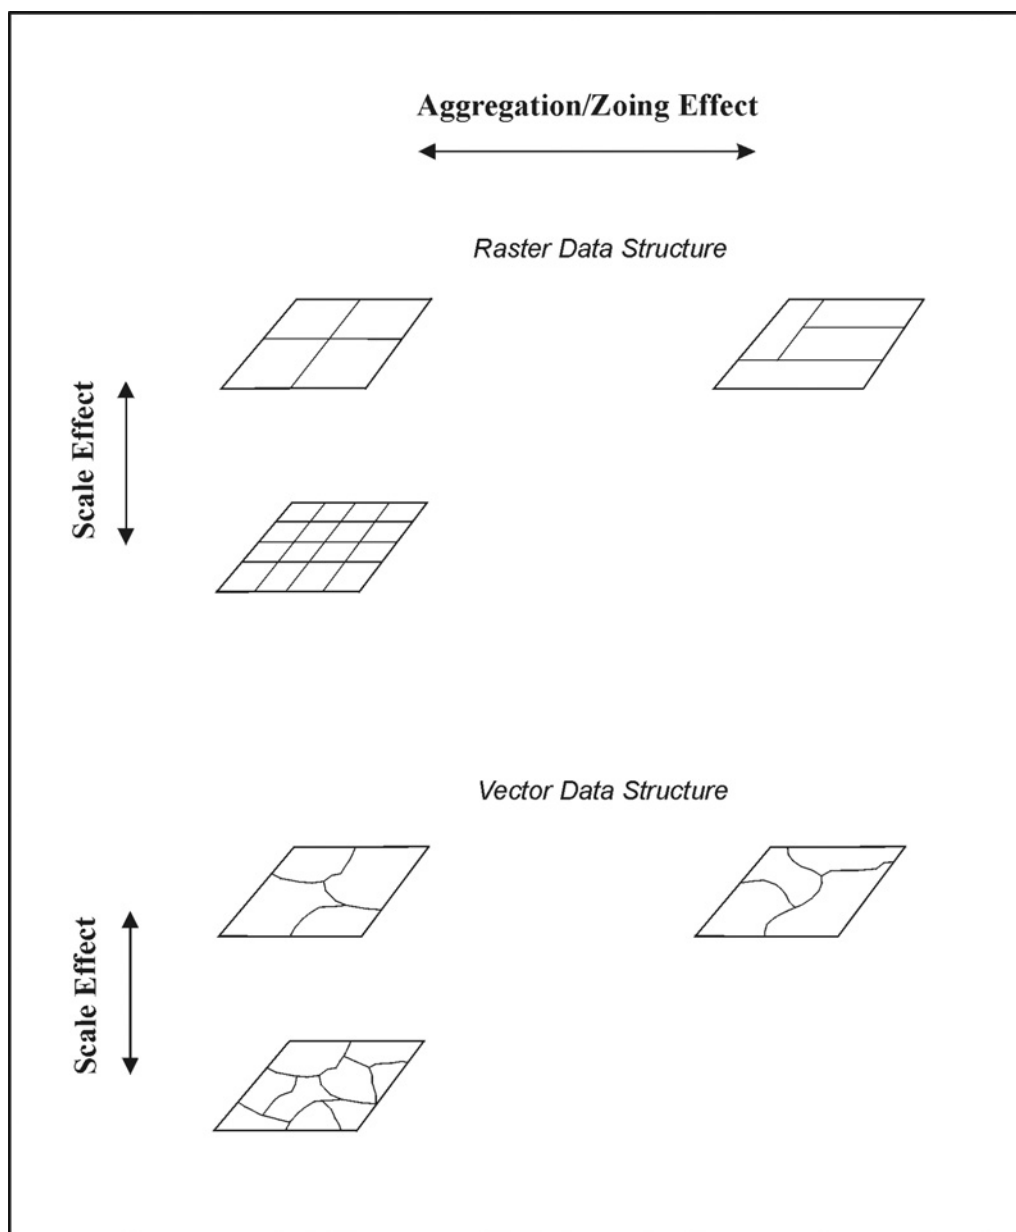 Aggregation/Zoing Effect
Raster Data Structure
Scale Effect
Vector Data Structure
Scale Effect